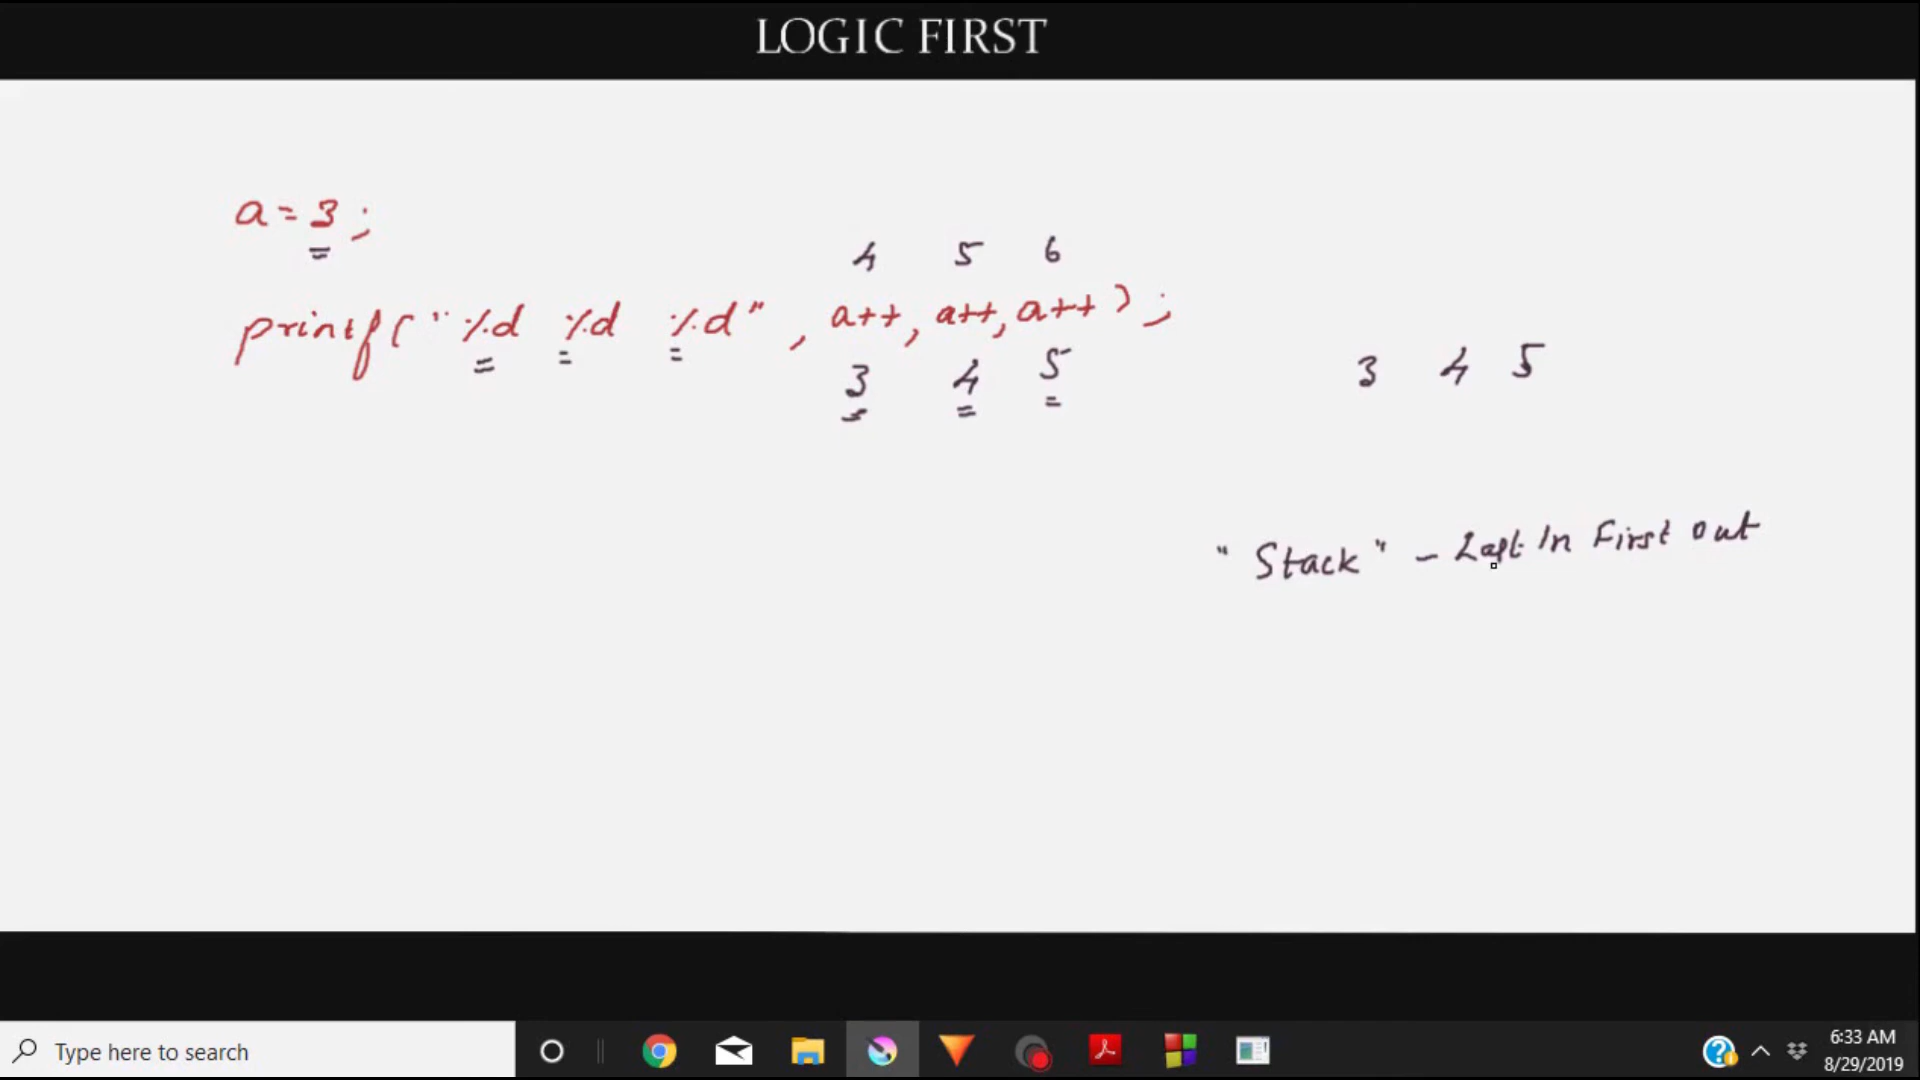 LOGIC FIRST
a = 3 ;
4 5 6
printf ( " %d %d %d " , a++, a++, a++ ) ;
3 4 5
3 4 5
" Stack " - Last In First Out
Type here to search
6:33 AM
8/29/2019